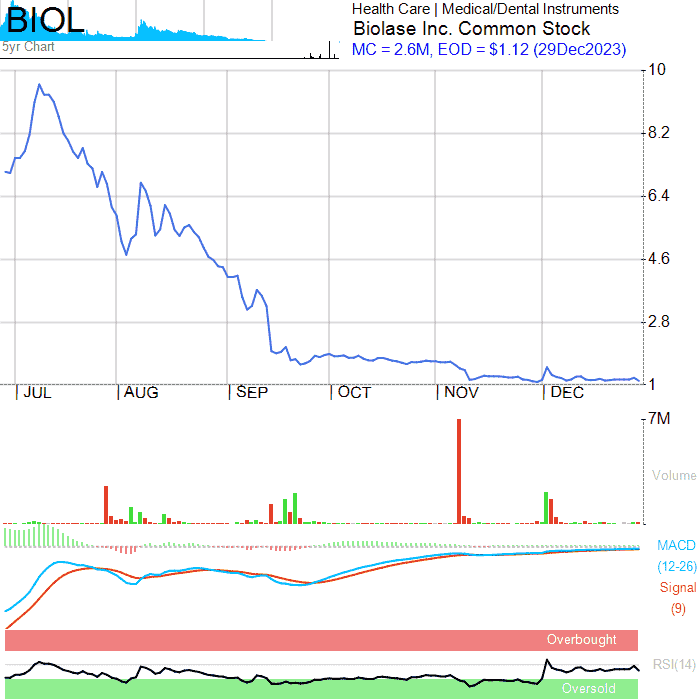 BIOL
5yr Chart
Health Care | Medical/Dental Instruments
Biolase Inc. Common Stock
MC = 2.6M, EOD = $1.12 (29Dec2023)
10
8.2
6.4
4.6
2.8
1
JUL AUG SEP OCT NOV DEC
7M
Volume
MACD
(12-26)
Signal
(9)
Overbought
RSI(14)
Oversold